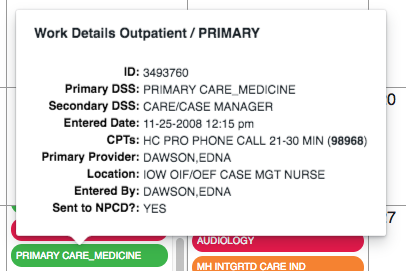 Work Details Outpatient / PRIMARY
ID: 3493760
Primary DSS: PRIMARY CARE_MEDICINE
Secondary DSS: CARE/CASE MANAGER
Entered Date: 11-25-2008 12:15 pm
CPTs: HC PRO PHONE CALL 21-30 MIN (98968)
Primary Provider: DAWSON,EDNA
Location: IOW OIF/OEF CASE MGT NURSE
Entered By: DAWSON,EDNA
Sent to NPCD?: YES
0
7
PRIMARY CARE_MEDICINE
AUDIOLOGY
MH INTGRTD CARE IND